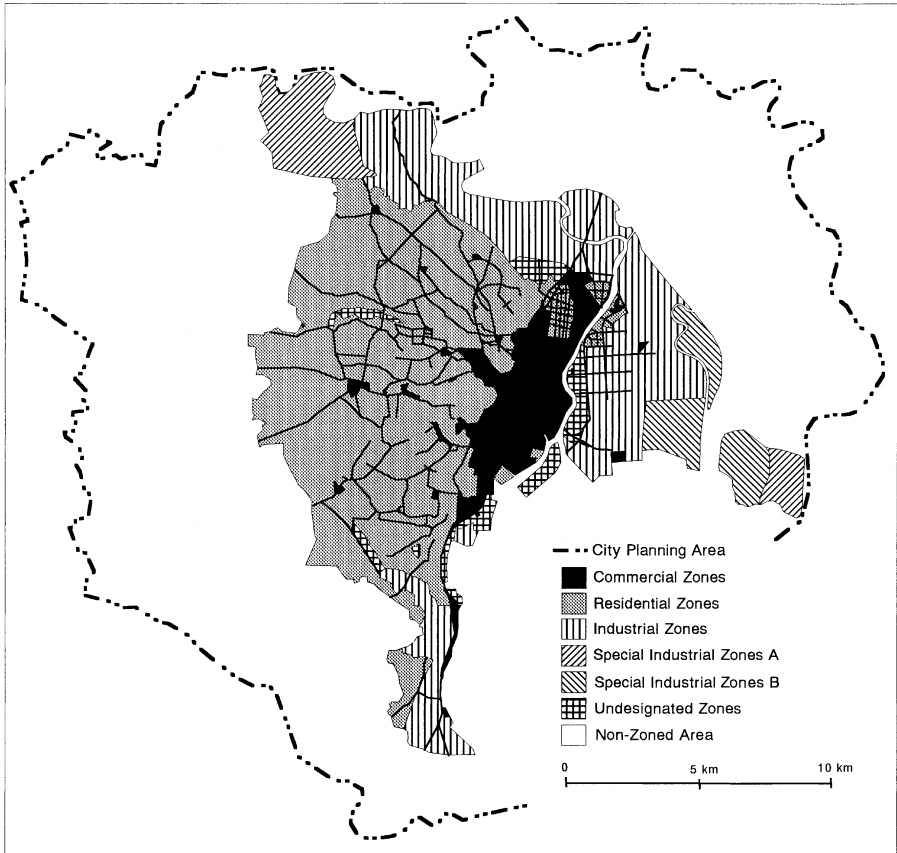 City Planning Area
Commercial Zones
Residential Zones
Industrial Zones
Special Industrial Zones A
Special Industrial Zones B
Undesignated Zones
Non-Zoned Area
0 5 km 10 km